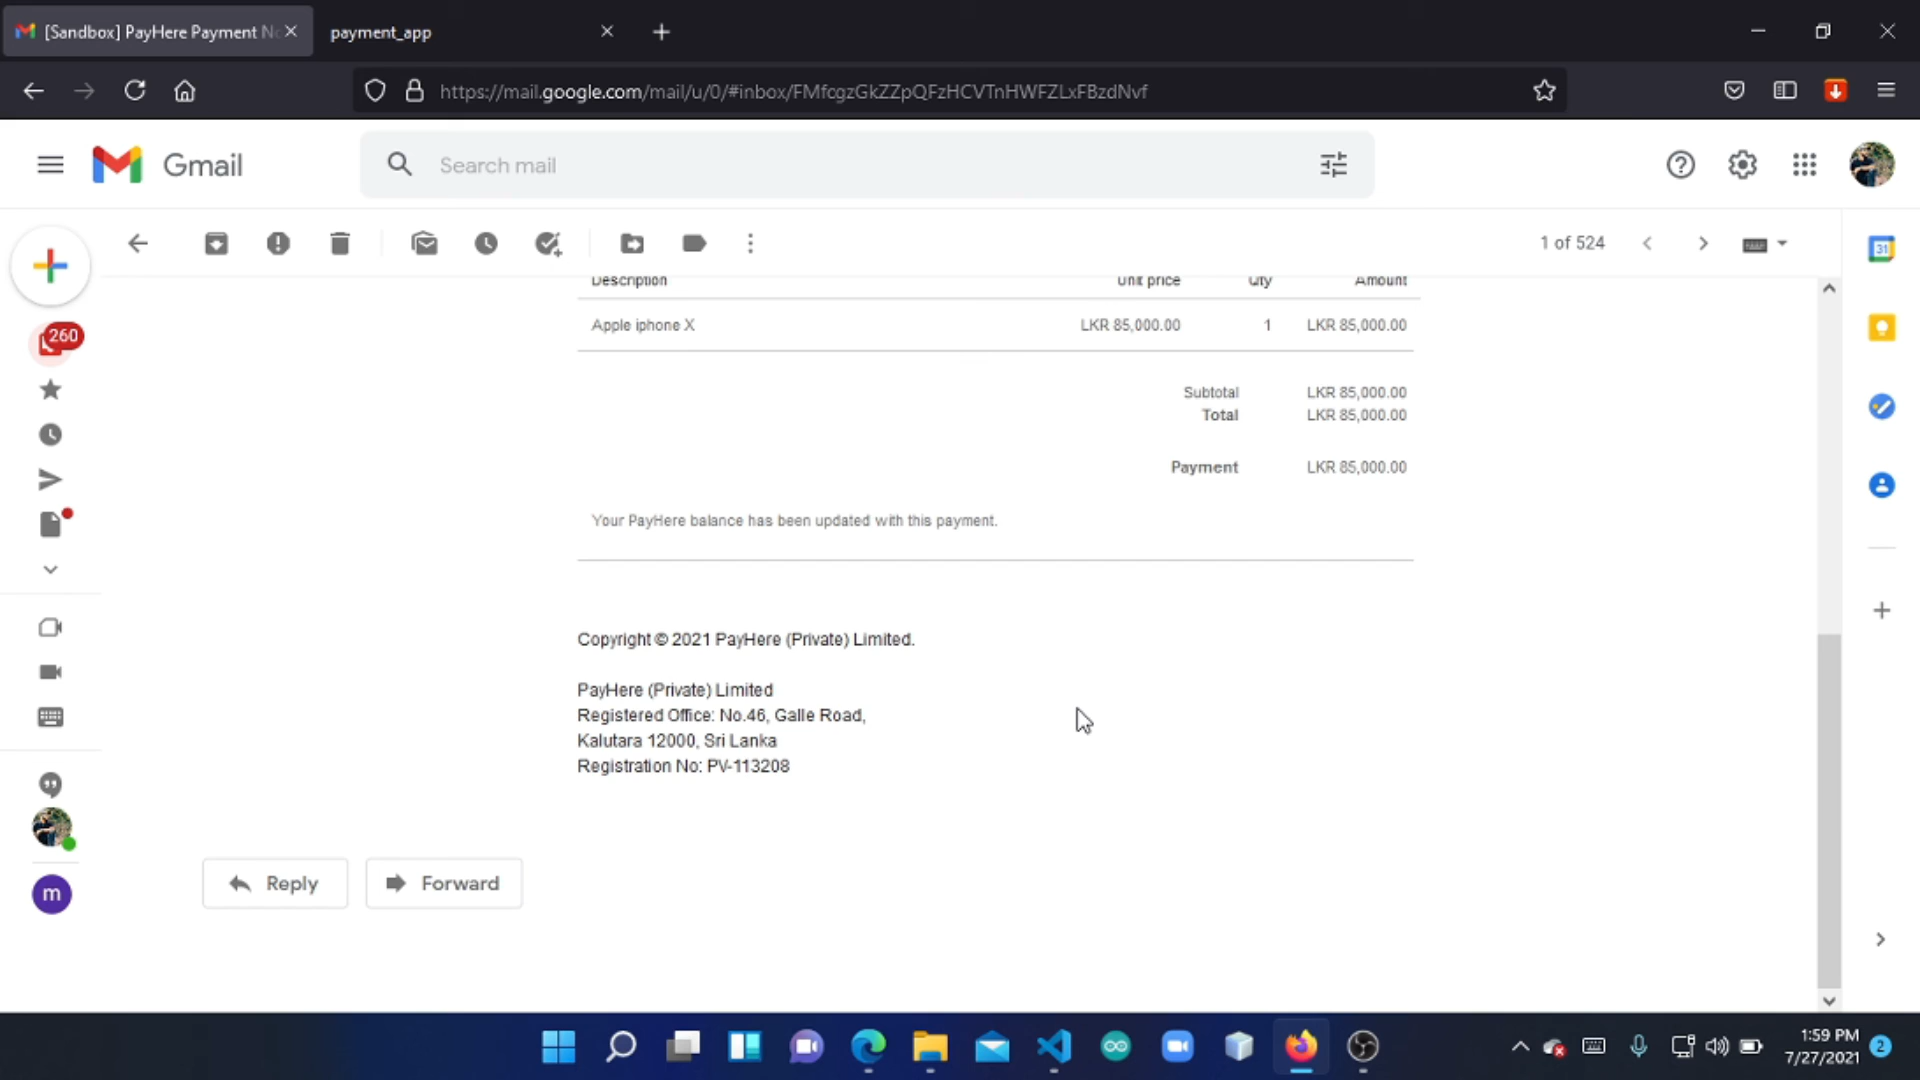 [Sandbox] PayHere Payment No
payment_app
https://mail.google.com/mail/u/0/#inbox/FMfcgzGkZZpQFzHCVTnHWFZLxFBzdNvf
Gmail
Search mail
1 of 524
31
260
Description Unit price Qty Amount
Apple iphone X LKR 85,000.00 1 LKR 85,000.00
Subtotal LKR 85,000.00
Total LKR 85,000.00
Payment LKR 85,000.00
Your PayHere balance has been updated with this payment.
Copyright © 2021 PayHere (Private) Limited.
PayHere (Private) Limited
Registered Office: No.46, Galle Road,
Kalutara 12000, Sri Lanka
Registration No: PV-113208
Reply
Forward
m
1:59 PM
7/27/2021
2